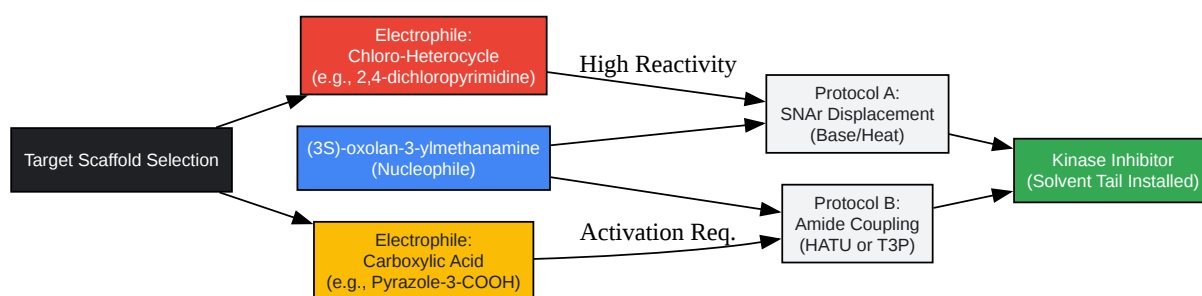 Target Scaffold Selection
Electrophile:
Chloro-Heterocycle
(e.g., 2,4-dichloropyrimidine)
(3S)-oxolan-3-ylmethanamine
(Nucleophile)
Electrophile:
Carboxylic Acid
(e.g., Pyrazole-3-COOH)
High Reactivity
Activation Req.
Protocol A:
SNAr Displacement
(Base/Heat)
Protocol B:
Amide Coupling
(HATU or T3P)
Kinase Inhibitor
(Solvent Tail Installed)